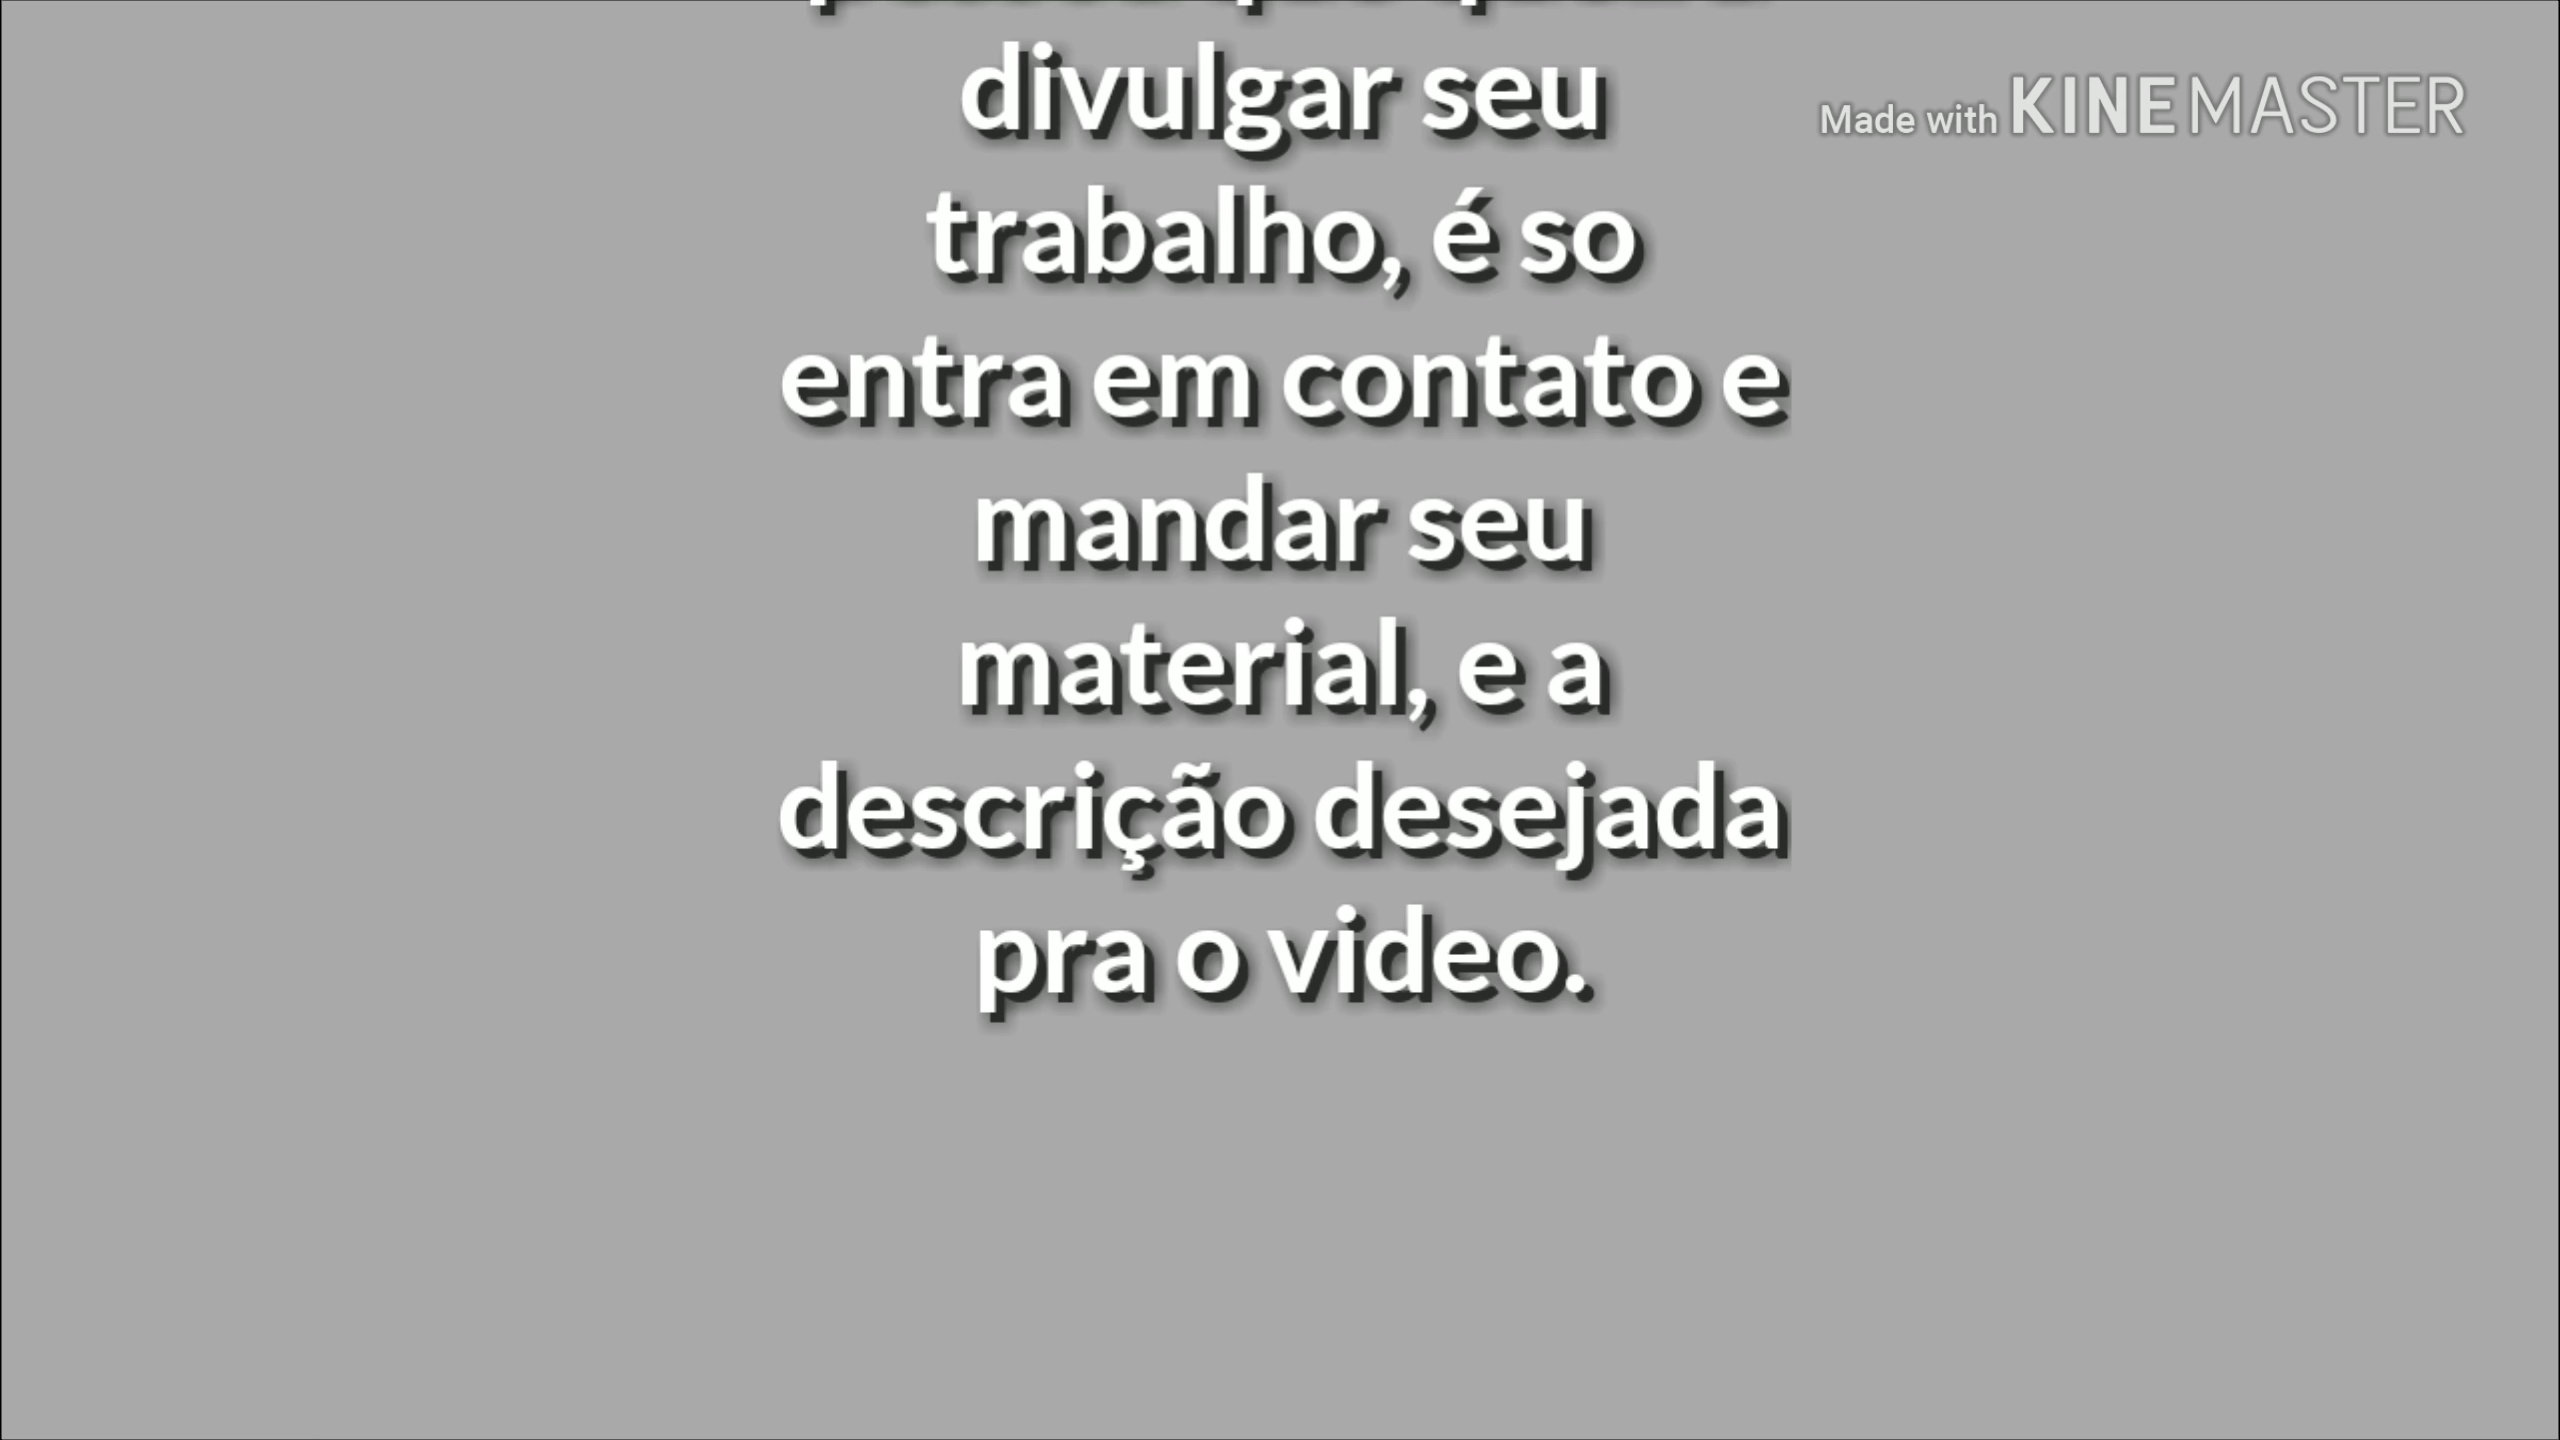 divulgar seu
Made with KINEMASTER
trabalho, é so
entra em contato e
mandar seu
material, e a
descrição desejada
pra o video.